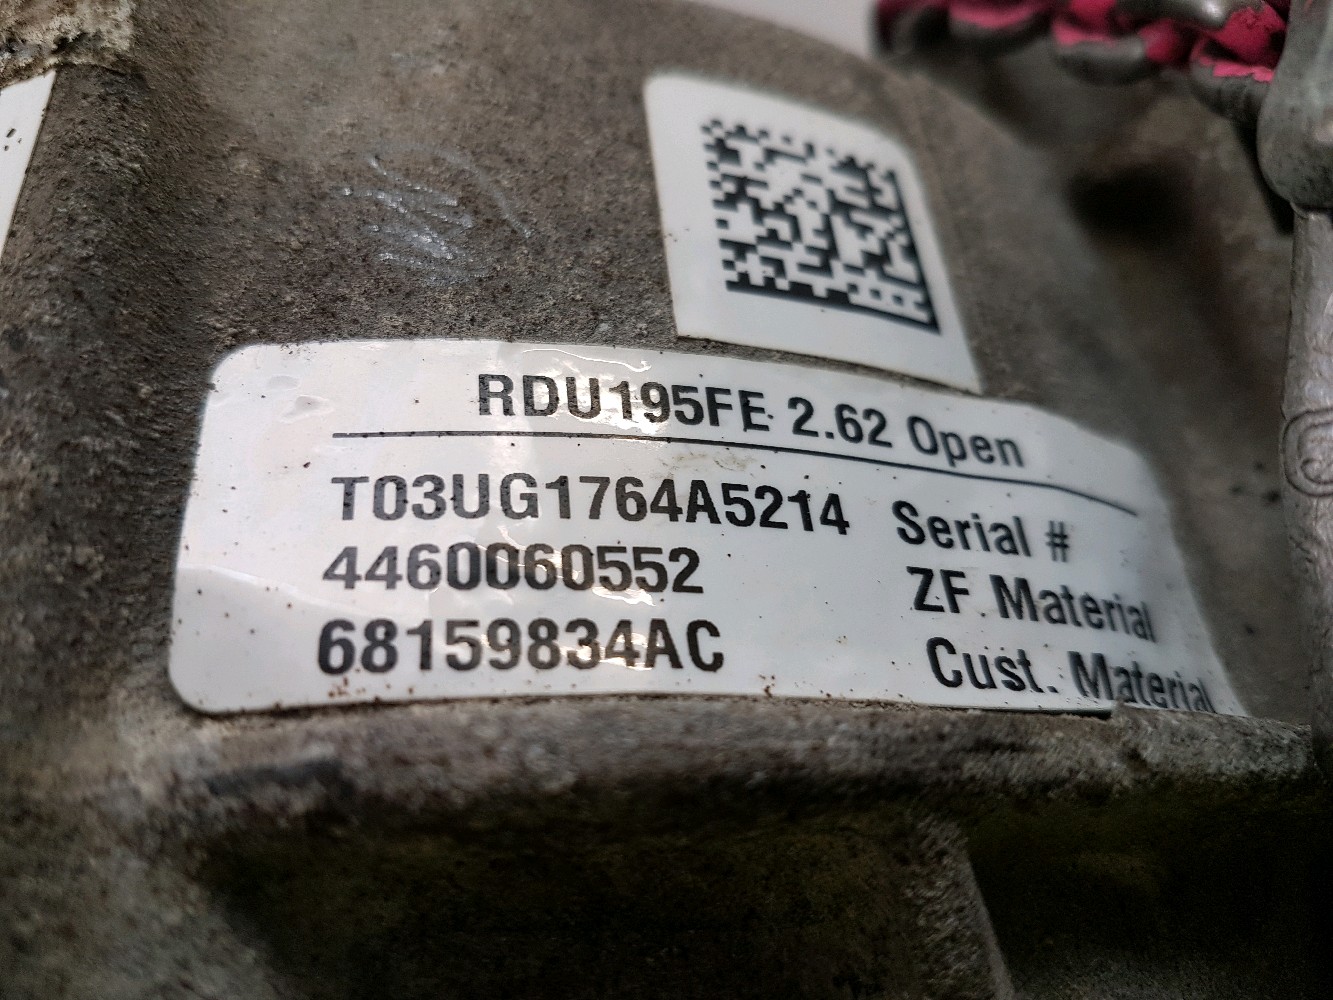 RDU195FE 2.62 Open
T03UG1764A5214 Serial #
4460060552 ZF Material
68159834AC Cust. Material